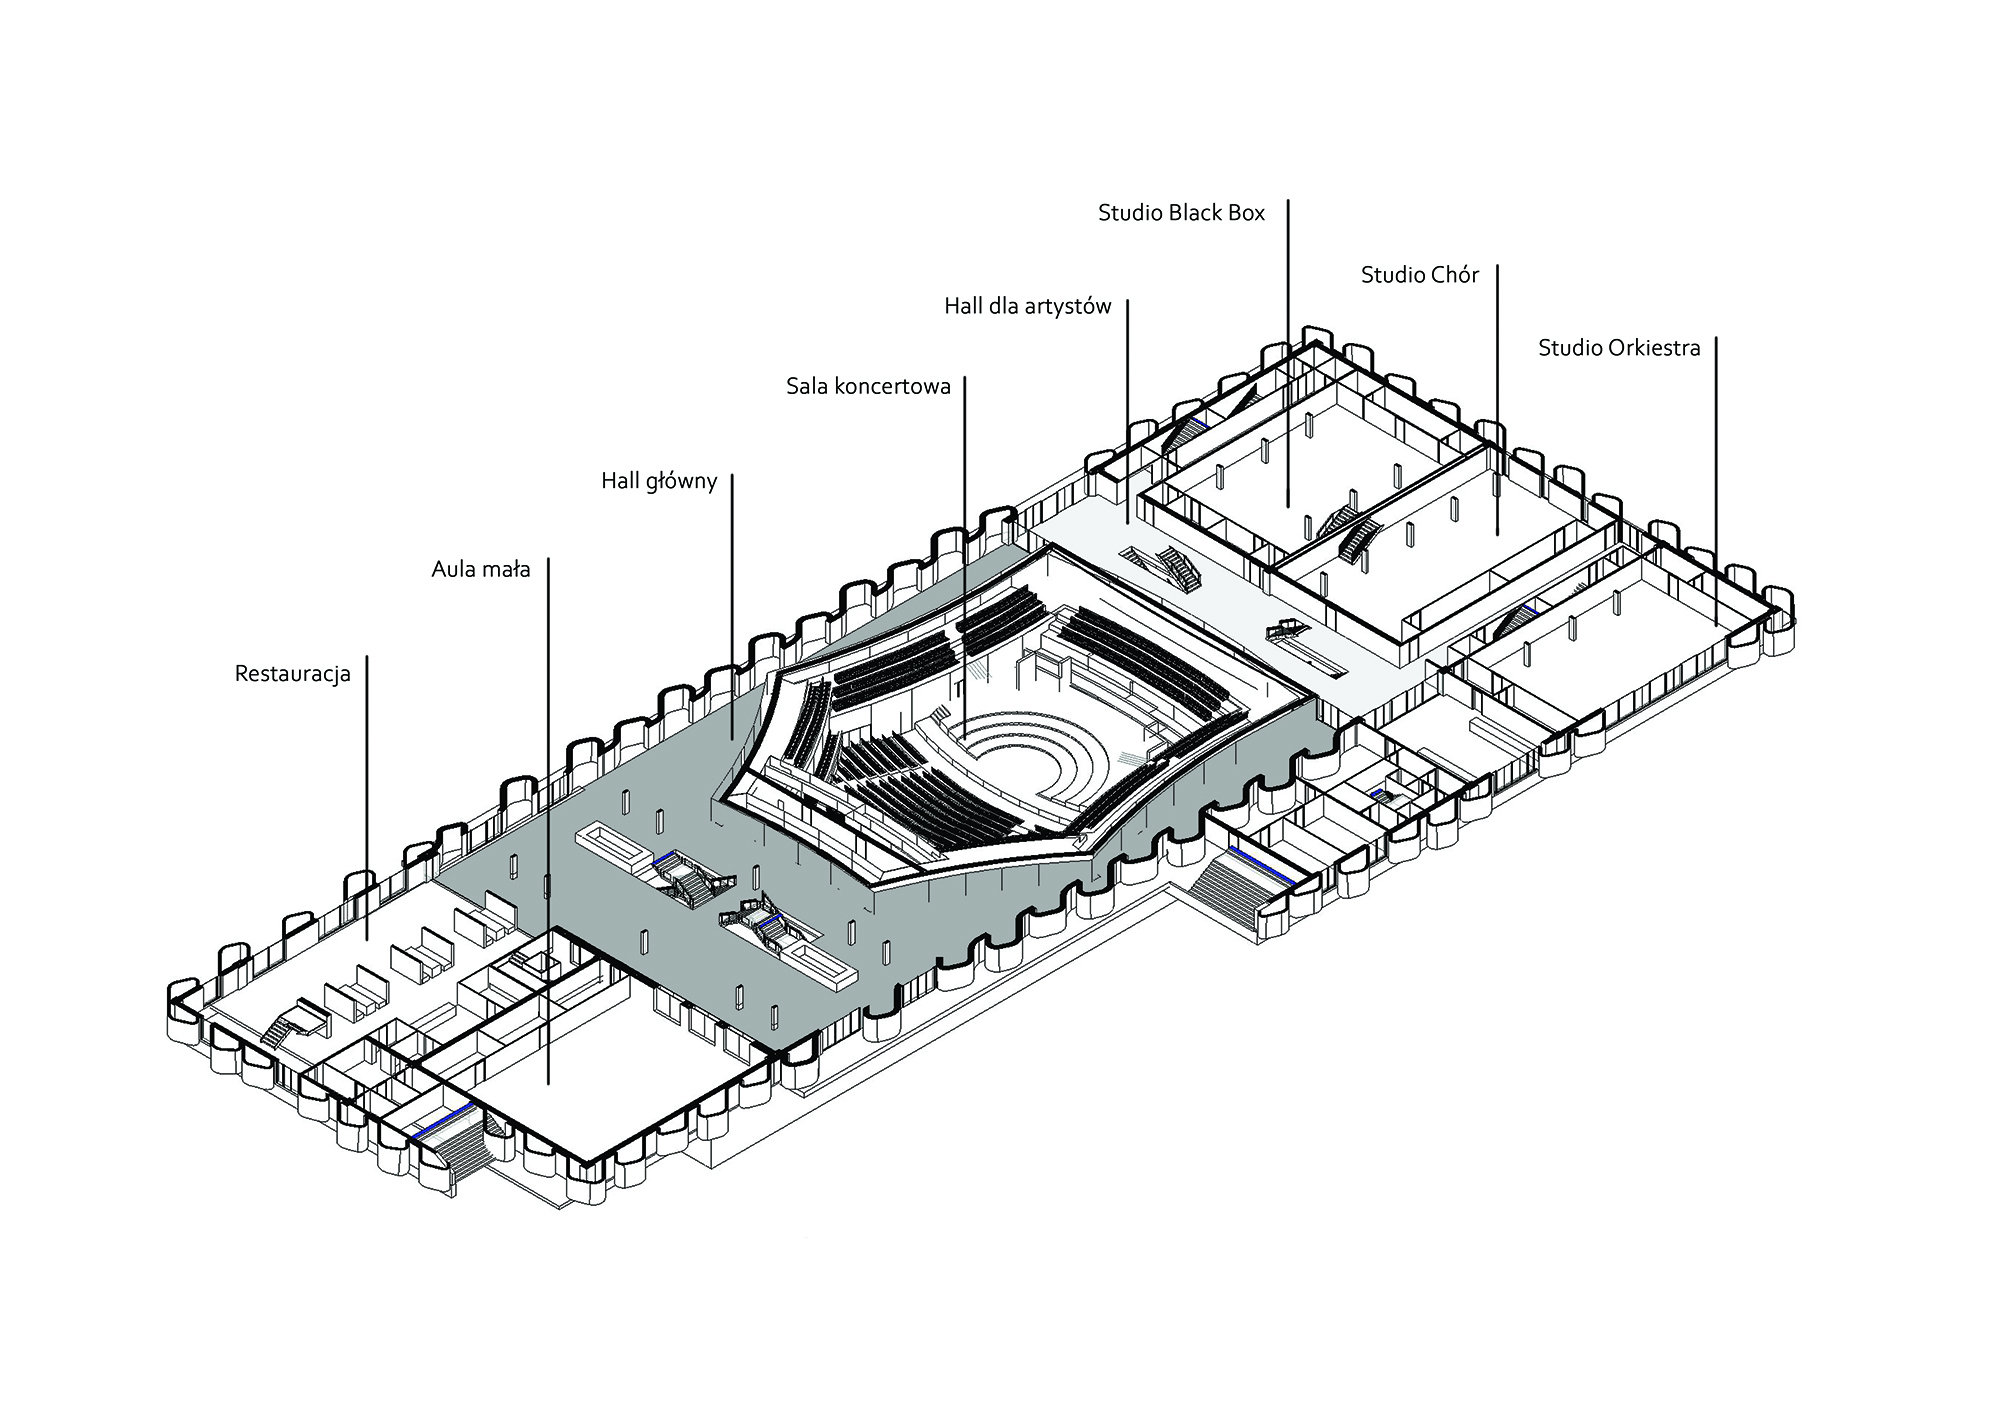 Studio Black Box
Studio Chór
Hall dla artystów
Studio Orkiestra
Sala koncertowa
Hall główny
Aula mała
Restauracja